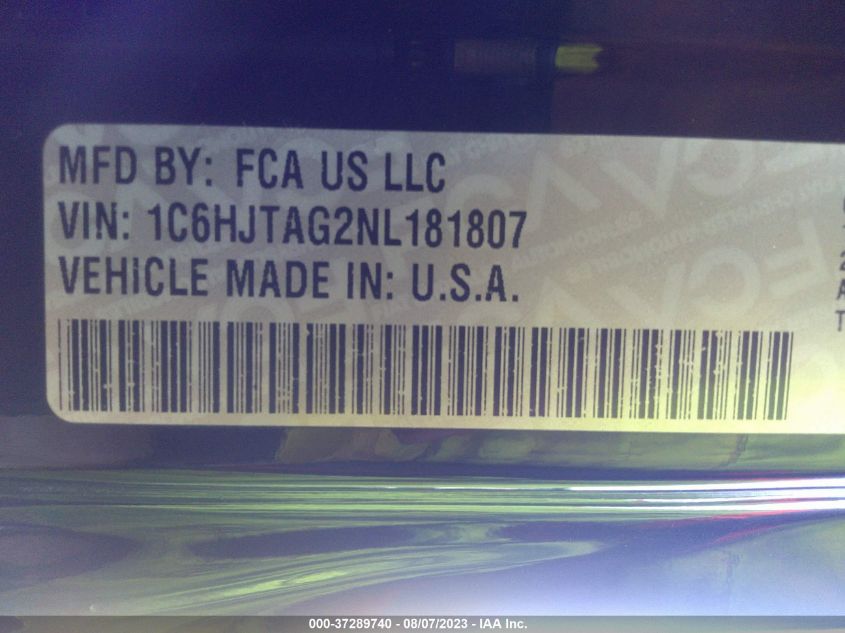 MFD BY: FCA US LLC
VIN: 1C6HJTAG2NL181807
VEHICLE MADE IN: U.S.A.
000-37289740 - 08/07/2023 - IAA Inc.